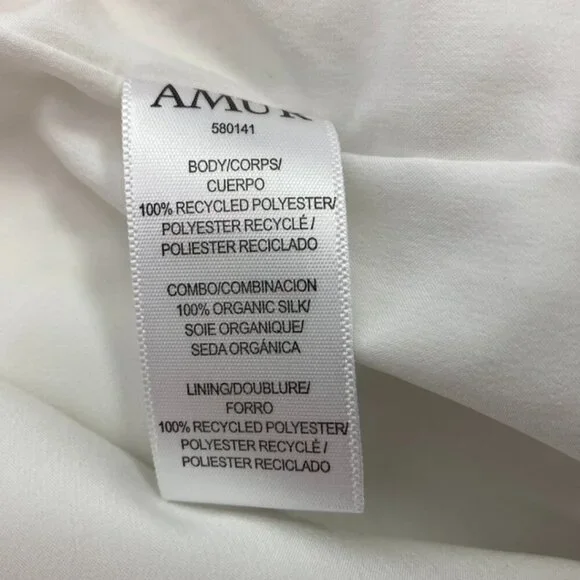 AMUR
580141
BODY/CORPS/
CUERPO
100% RECYCLED POLYESTER/
POLYESTER RECYCLÉ/
POLIESTER RECICLADO
COMBO/COMBINACION
100% ORGANIC SILK/
SOIE ORGANIQUE/
SEDA ORGÁNICA
LINING/DOUBLURE/
FORRO
100% RECYCLED POLYESTER/
POLYESTER RECYCLÉ/
POLIESTER RECICLADO